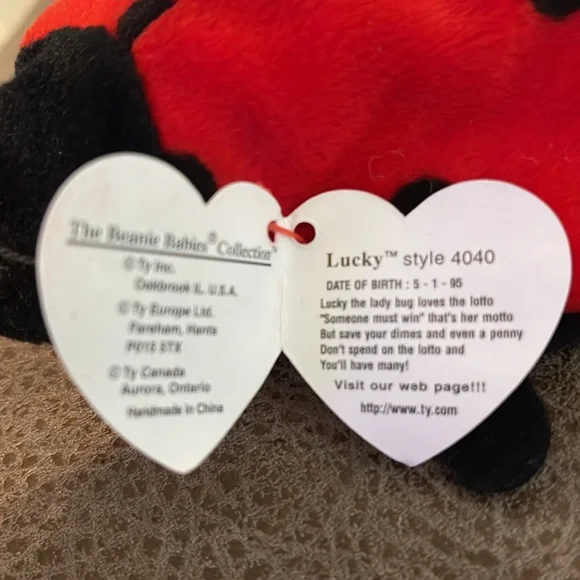 The Beanie Babies® Collection™
© Ty Inc.
Oakbrook IL. U.S.A.
© Ty Europe Ltd.
Fareham, Hants
© Ty Canada
Aurora, Ontario
Handmade in China
Lucky™ style 4040
DATE OF BIRTH : 5 - 1 - 95
Lucky the lady bug loves the lotto
"Someone must win" that's her motto
But save your dimes and even a penny
Don't spend on the lotto and
You'll have many!
Visit our web page!!!
http://www.ty.com